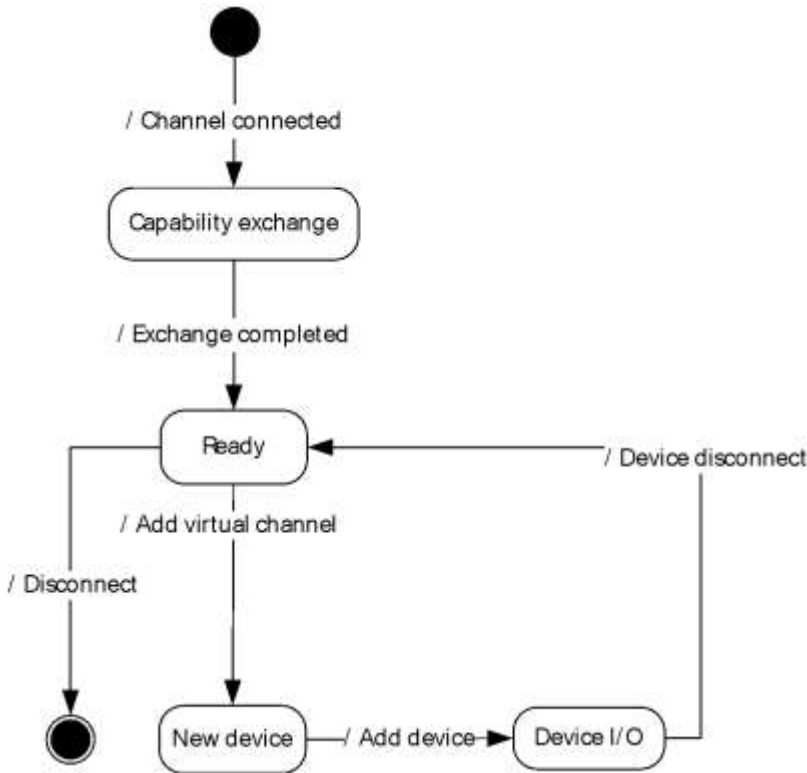 / Channel connected
Capability exchange
/ Exchange completed
Ready
/ Device disconnect
/ Add virtual channel
/ Disconnect
New device
/ Add device
Device I/O